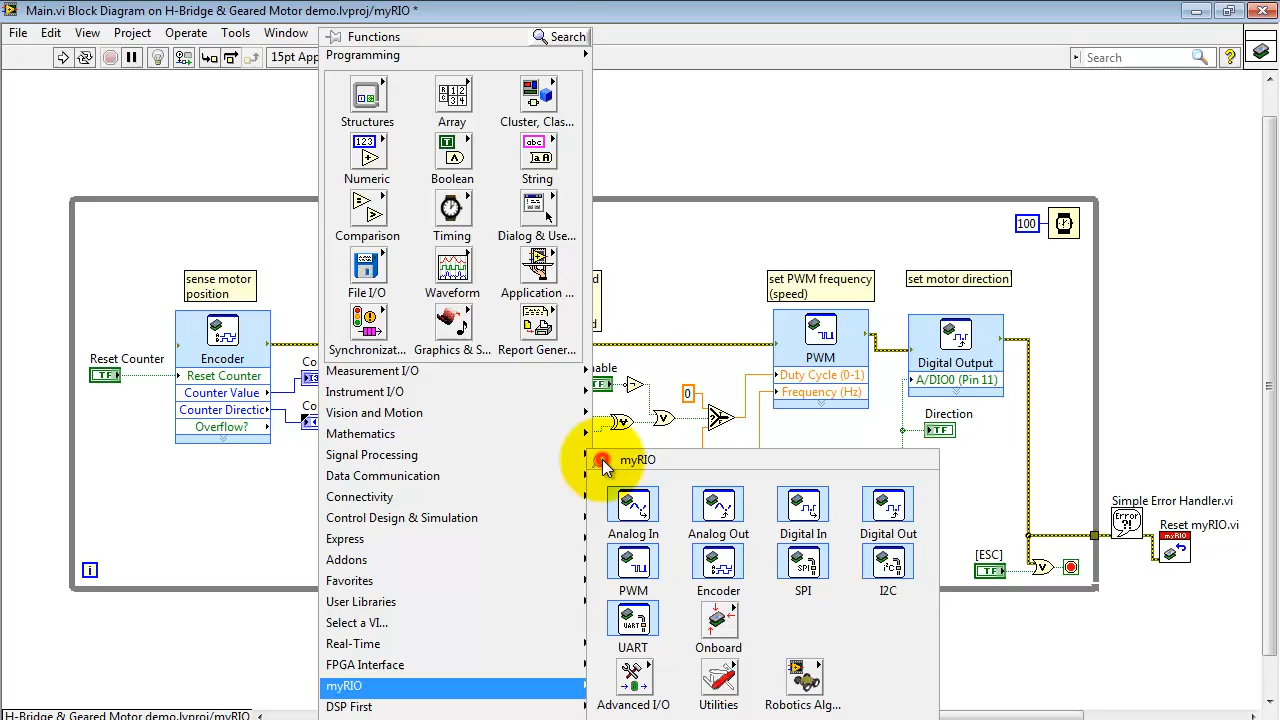 Main.vi Block Diagram on H-Bridge & Geared Motor demo.lvproj/myRIO *
File Edit View Project Operate Tools Window
Functions
Search
Programming
15pt App
Search
Structures
Array
Cluster, Clas...
Numeric
Boolean
String
Comparison
Timing
Dialog & Use...
File I/O
Waveform
Application ...
Synchronizat...
Graphics & S...
Report Gener...
Measurement I/O
Instrument I/O
Vision and Motion
Mathematics
Signal Processing
Data Communication
Connectivity
Control Design & Simulation
Express
Addons
Favorites
User Libraries
Select a VI...
Real-Time
FPGA Interface
myRIO
DSP First
myRIO
Analog In
Analog Out
Digital In
Digital Out
PWM
Encoder
SPI
I2C
UART
Onboard
Advanced I/O
Utilities
Robotics Alg...
sense motor
position
Encoder
Reset Counter
Counter Value
Counter Directic
Overflow?
Reset Counter
TF
Co
Co
nable
TF
0
set PWM frequency
(speed)
PWM
Duty Cycle (0-1)
Frequency (Hz)
set motor direction
Digital Output
A/DIO0 (Pin 11)
Direction
TF
100
[ESC]
TF
i
Simple Error Handler.vi
Reset myRIO.vi
H-Bridge & Geared Motor demo.lvproj/myRIO